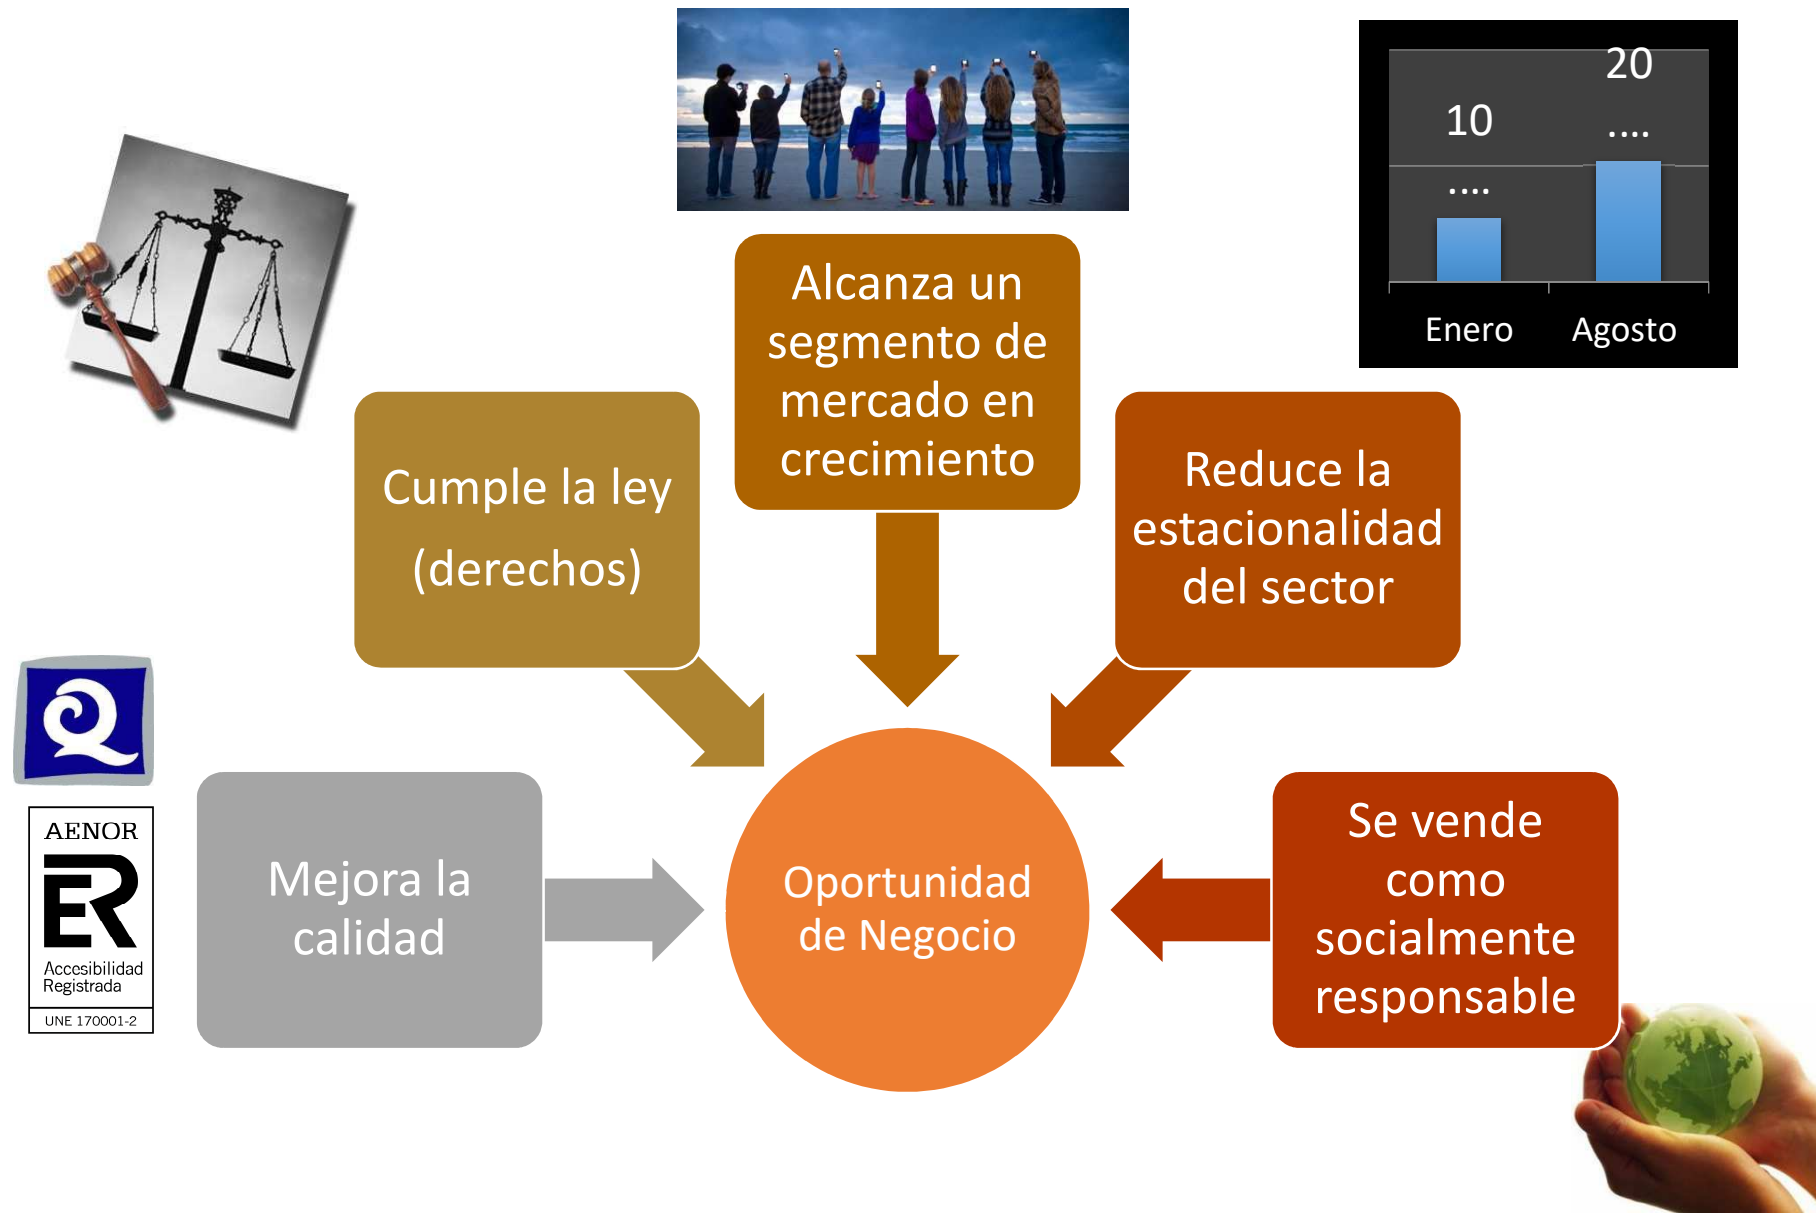 10
....
20
....
Enero
Agosto
Alcanza un
segmento de
mercado en
crecimiento
Cumple la ley
(derechos)
Reduce la
estacionalidad
del sector
AENOR
ER
Accesibilidad
Registrada
UNE 170001-2
Mejora la
calidad
Oportunidad
de Negocio
Se vende
como
socialmente
responsable